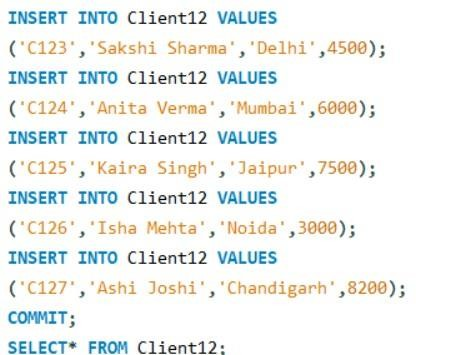 INSERT INTO Client12 VALUES
('C123','Sakshi Sharma','Delhi',4500);
INSERT INTO Client12 VALUES
('C124','Anita Verma','Mumbai',6000);
INSERT INTO Client12 VALUES
('C125','Kaira Singh','Jaipur',7500);
INSERT INTO Client12 VALUES
('C126','Isha Mehta','Noida',3000);
INSERT INTO Client12 VALUES
('C127','Ashi Joshi','Chandigarh',8200);
COMMIT;
SELECT* FROM Client12;